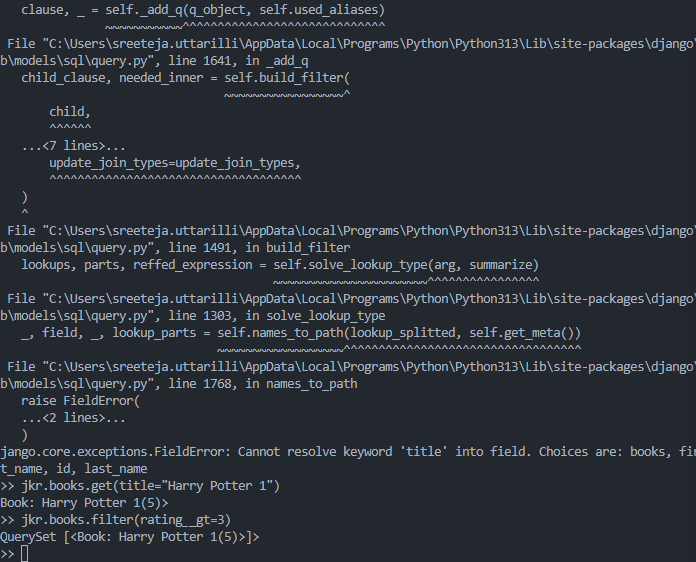 clause, _ = self._add_q(q_object, self.used_aliases)
~~~~~~~~~~~^^^^^^^^^^^^^^^^^^^^^^^^^^^^^
File "C:\Users\sreeteja.uttarilli\AppData\Local\Programs\Python\Python313\Lib\site-packages\django
b\models\sql\query.py", line 1641, in _add_q
child_clause, needed_inner = self.build_filter(
~~~~~~~~~~~~~~~~~^
child,
^^^^^^
...<7 lines>...
update_join_types=update_join_types,
^^^^^^^^^^^^^^^^^^^^^^^^^^^^^^^^^^^^
)
^
File "C:\Users\sreeteja.uttarilli\AppData\Local\Programs\Python\Python313\Lib\site-packages\django
b\models\sql\query.py", line 1491, in build_filter
lookups, parts, reffed_expression = self.solve_lookup_type(arg, summarize)
~~~~~~~~~~~~~~~~~~~~~~^^^^^^^^^^^^^^^^
File "C:\Users\sreeteja.uttarilli\AppData\Local\Programs\Python\Python313\Lib\site-packages\django
b\models\sql\query.py", line 1303, in solve_lookup_type
_, field, _, lookup_parts = self.names_to_path(lookup_splitted, self.get_meta())
~~~~~~~~~~~~~~~~~~^^^^^^^^^^^^^^^^^^^^^^^^^^^^^^^^^^
File "C:\Users\sreeteja.uttarilli\AppData\Local\Programs\Python\Python313\Lib\site-packages\django
b\models\sql\query.py", line 1768, in names_to_path
raise FieldError(
...<2 lines>...
)
jango.core.exceptions.FieldError: Cannot resolve keyword 'title' into field. Choices are: books, fir
t_name, id, last_name
>> jkr.books.get(title="Harry Potter 1")
Book: Harry Potter 1(5)>
>> jkr.books.filter(rating__gt=3)
QuerySet [<Book: Harry Potter 1(5)>]>
>>